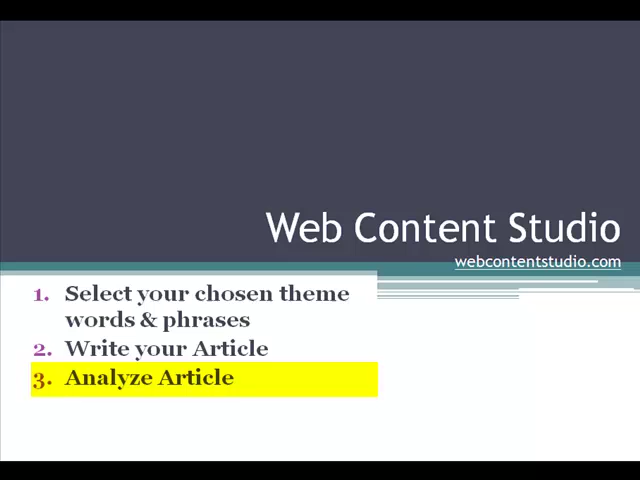 Web Content Studio
webcontentstudio.com
1. Select your chosen theme
words & phrases
2. Write your Article
3. Analyze Article